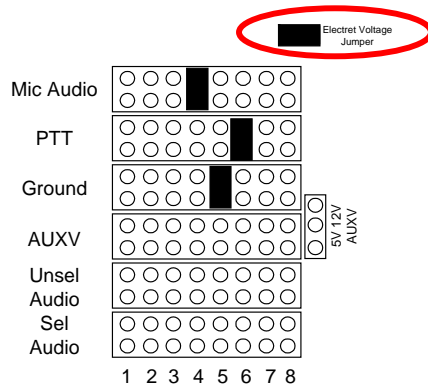 Electret Voltage
Jumper
Mic Audio
PTT
Ground
AUXV
5V 12V
AUXV
Unsel
Audio
Sel
Audio
1 2 3 4 5 6 7 8